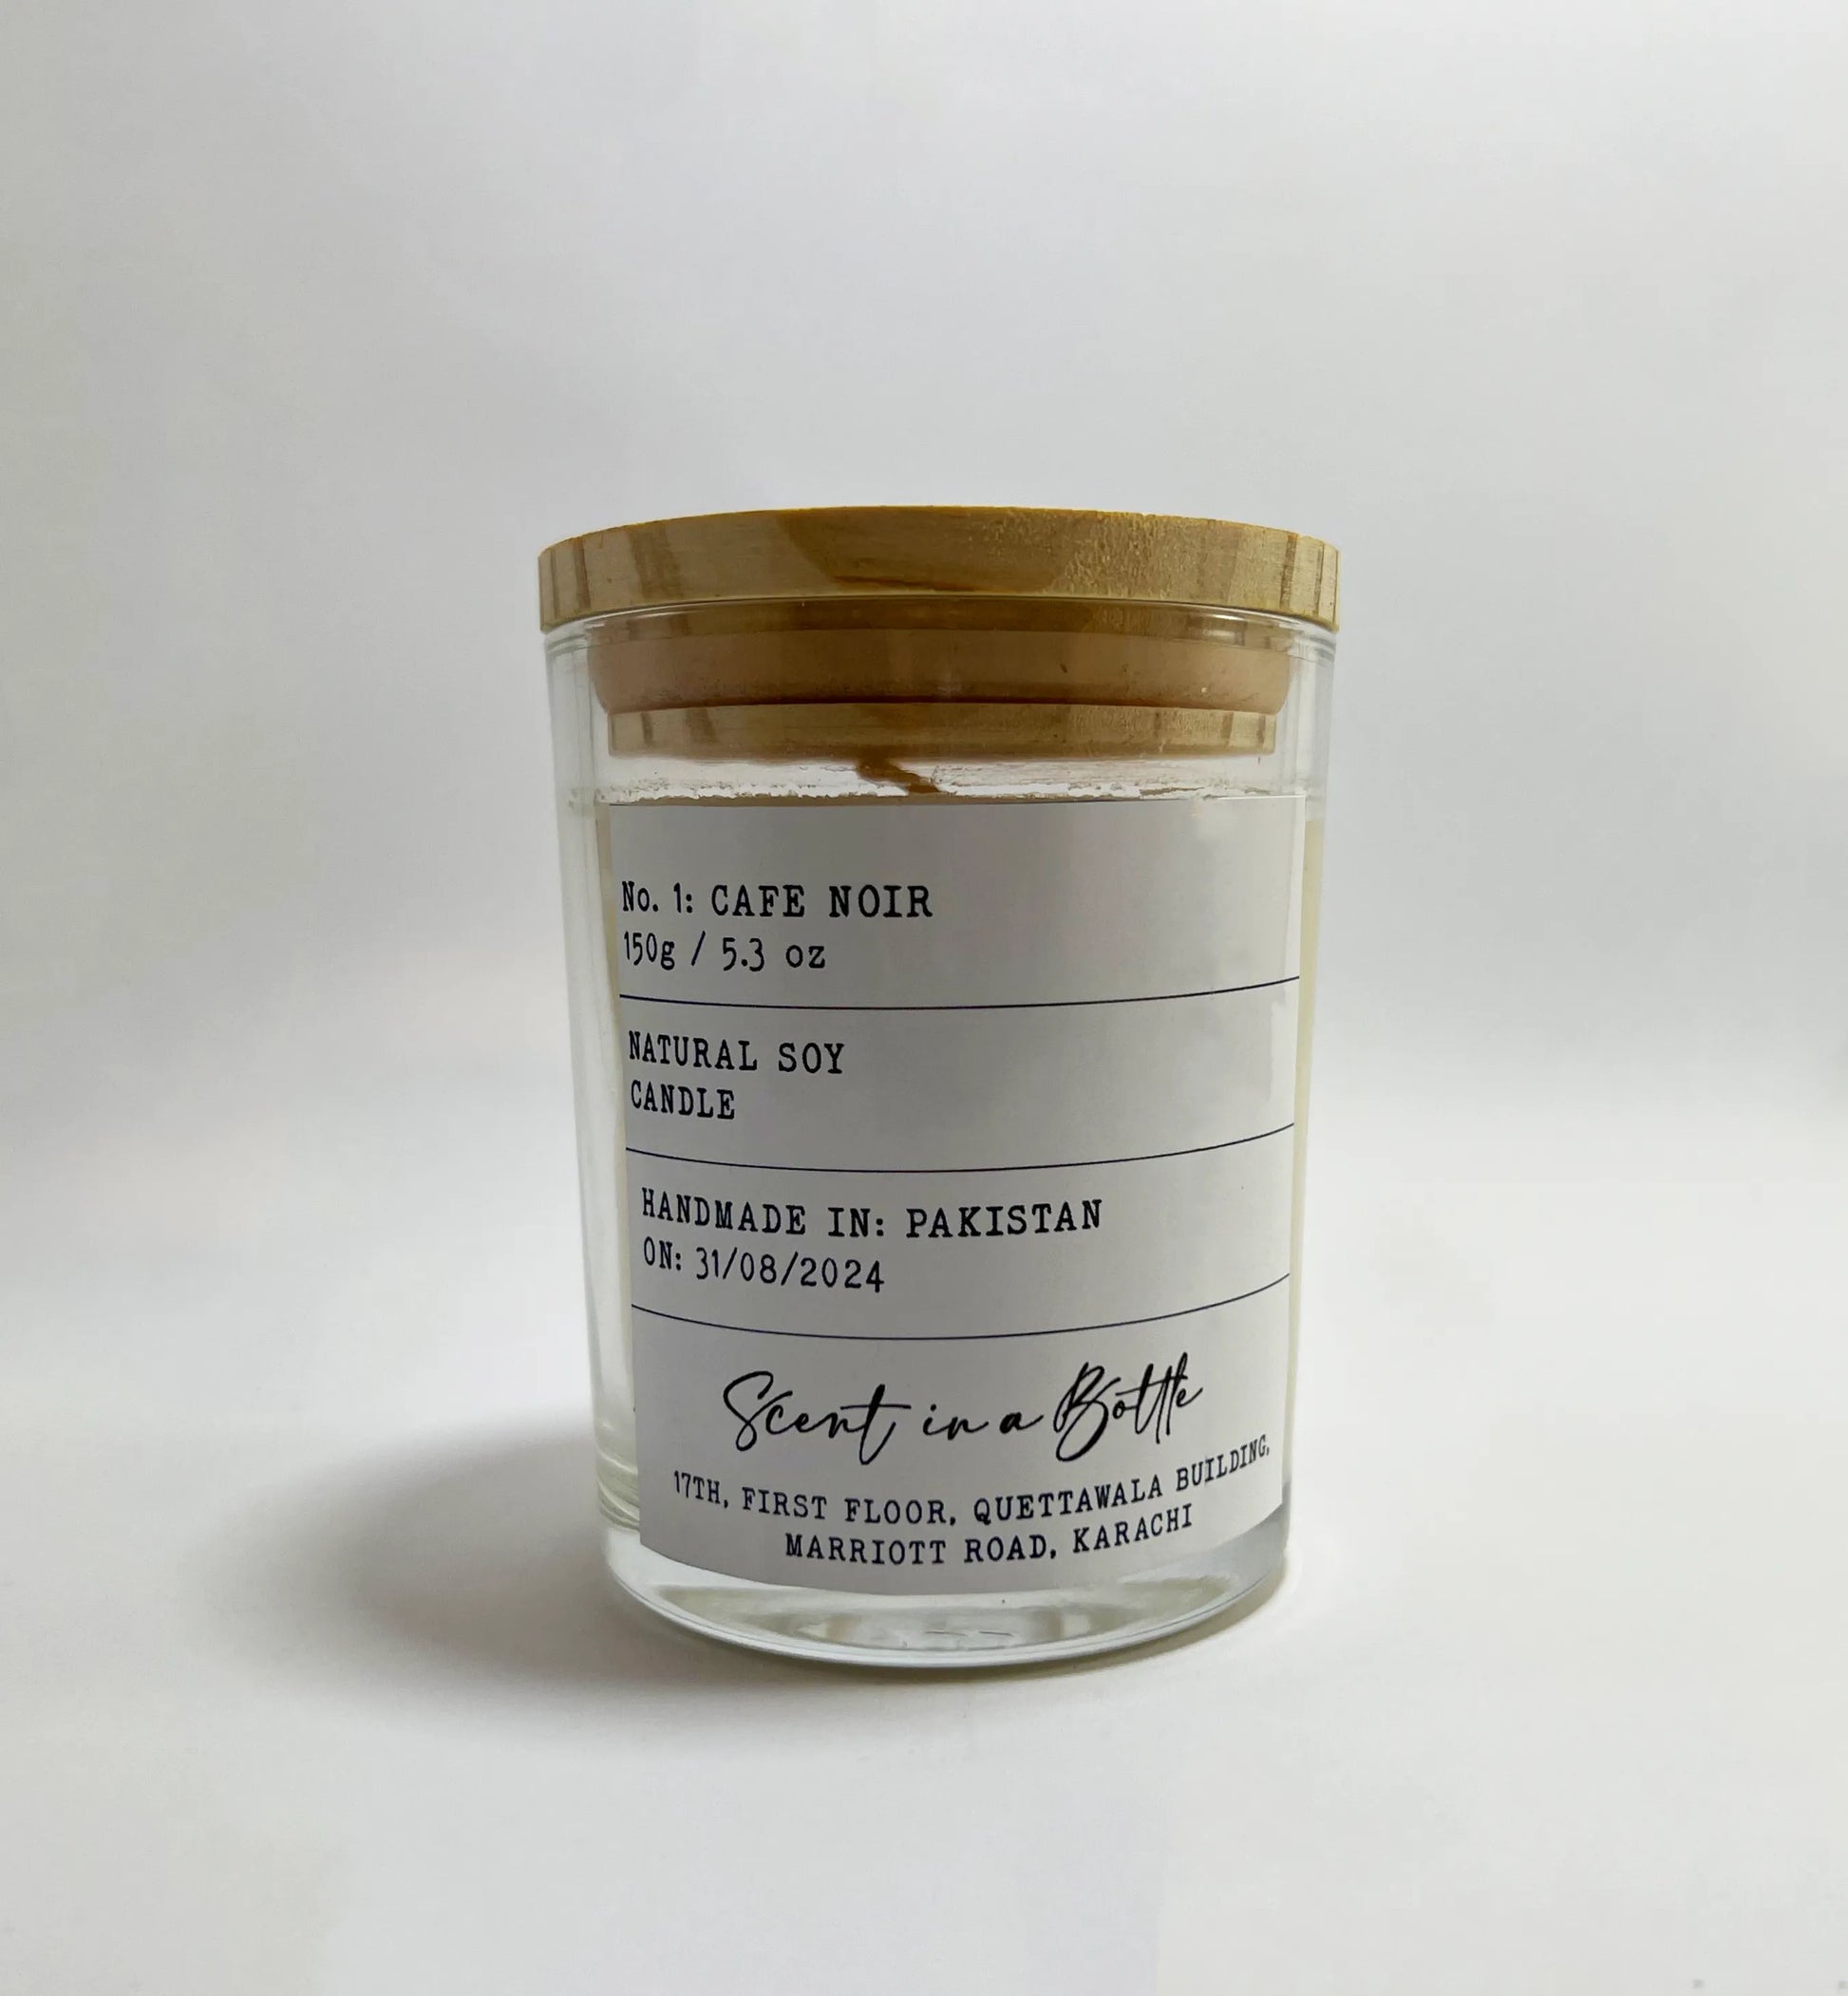 No. 1: CAFE NOIR
150g / 5.3 oz
NATURAL SOY
CANDLE
HANDMADE IN: PAKISTAN
ON: 31/08/2024
Scent in a Bottle
17TH, FIRST FLOOR, QUETTAWALA BUILDING,
MARRIOTT ROAD, KARACHI